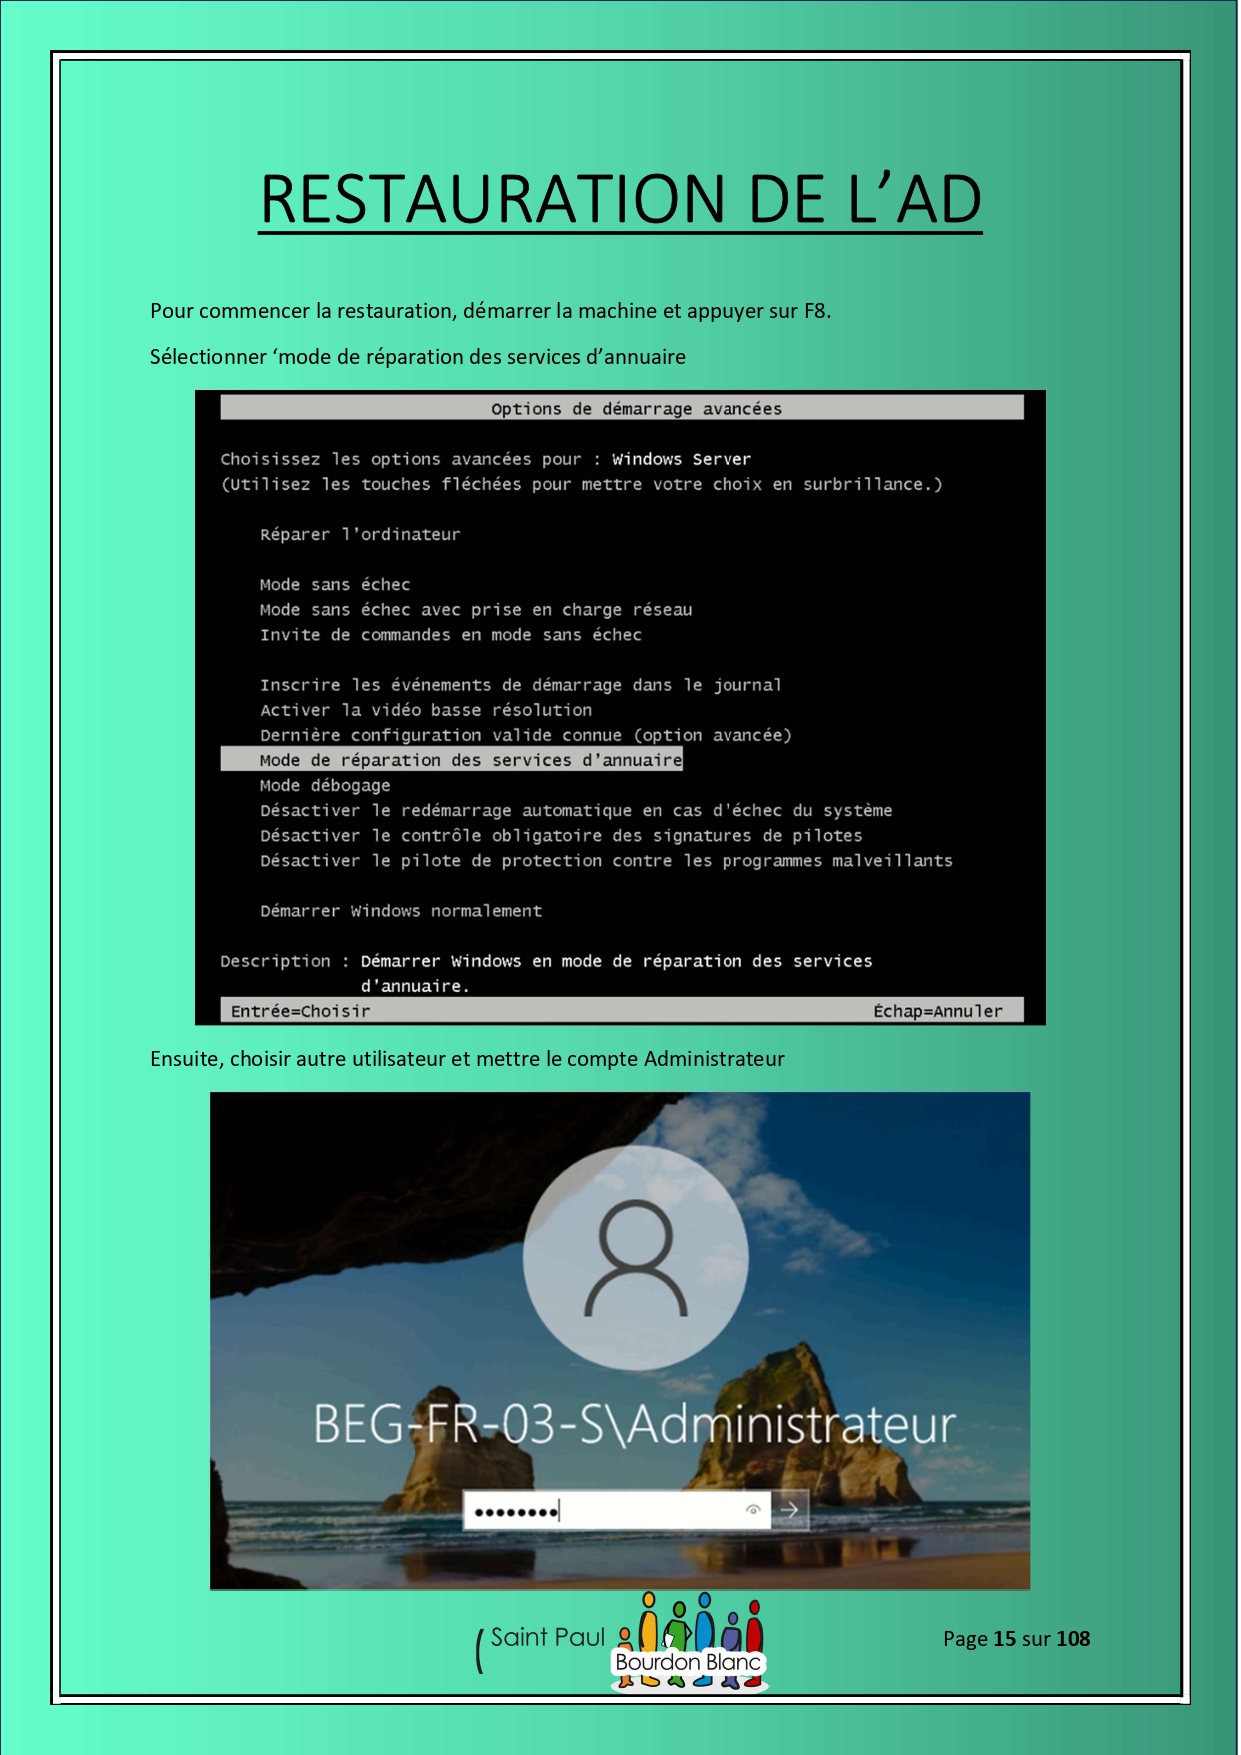 RESTAURATION DE L’AD
Pour commencer la restauration, démarrer la machine et appuyer sur F8.
Sélectionner ‘mode de réparation des services d’annuaire
Options de démarrage avancées
Choisissez les options avancées pour : Windows Server
(Utilisez les touches fléchées pour mettre votre choix en surbrillance.)
Réparer l'ordinateur
Mode sans échec
Mode sans échec avec prise en charge réseau
Invite de commandes en mode sans échec
Inscrire les événements de démarrage dans le journal
Activer la vidéo basse résolution
Dernière configuration valide connue (option avancée)
Mode de réparation des services d’annuaire
Mode débogage
Désactiver le redémarrage automatique en cas d'échec du système
Désactiver le contrôle obligatoire des signatures de pilotes
Désactiver le pilote de protection contre les programmes malveillants
Démarrer Windows normalement
Description : Démarrer Windows en mode de réparation des services
d’annuaire.
Entrée=Choisir Échap=Annuler
Ensuite, choisir autre utilisateur et mettre le compte Administrateur
BEG-FR-03-S\Administrateur
Saint Paul
Bourdon Blanc
Page 15 sur 108